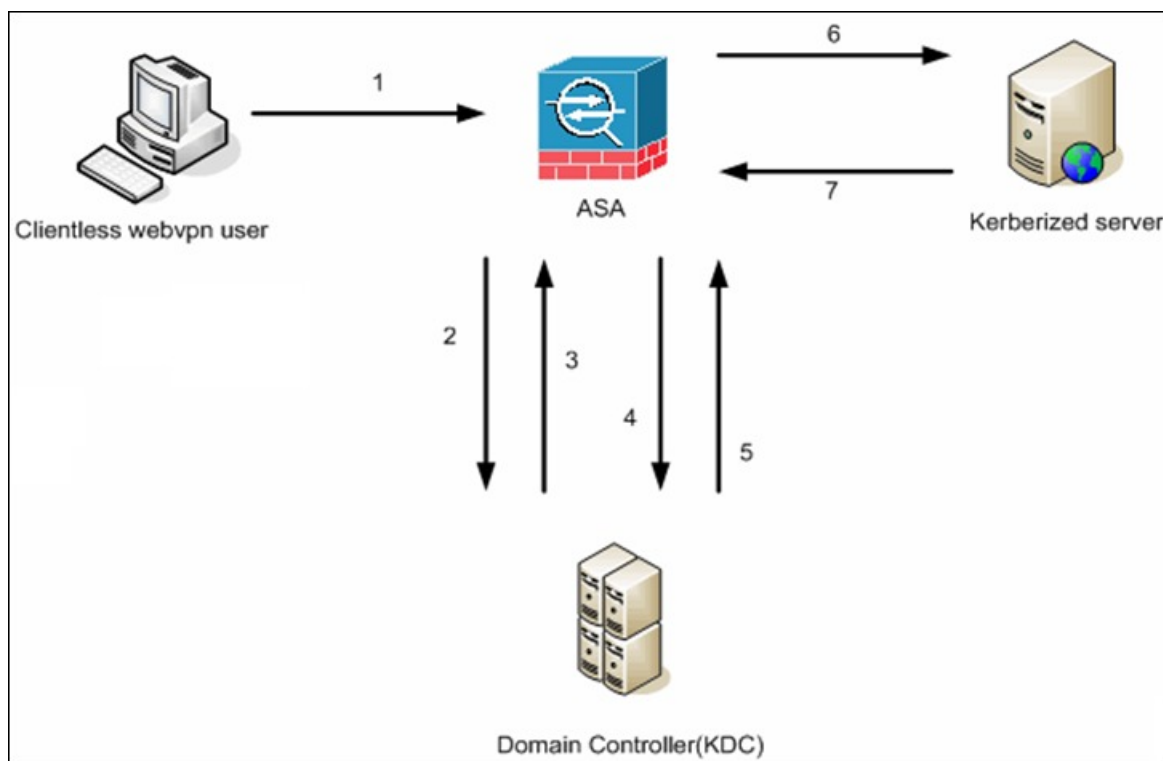 6
1
7
ASA
Clientless webvpn user
Kerberized server
2
3
4
5
Domain Controller(KDC)